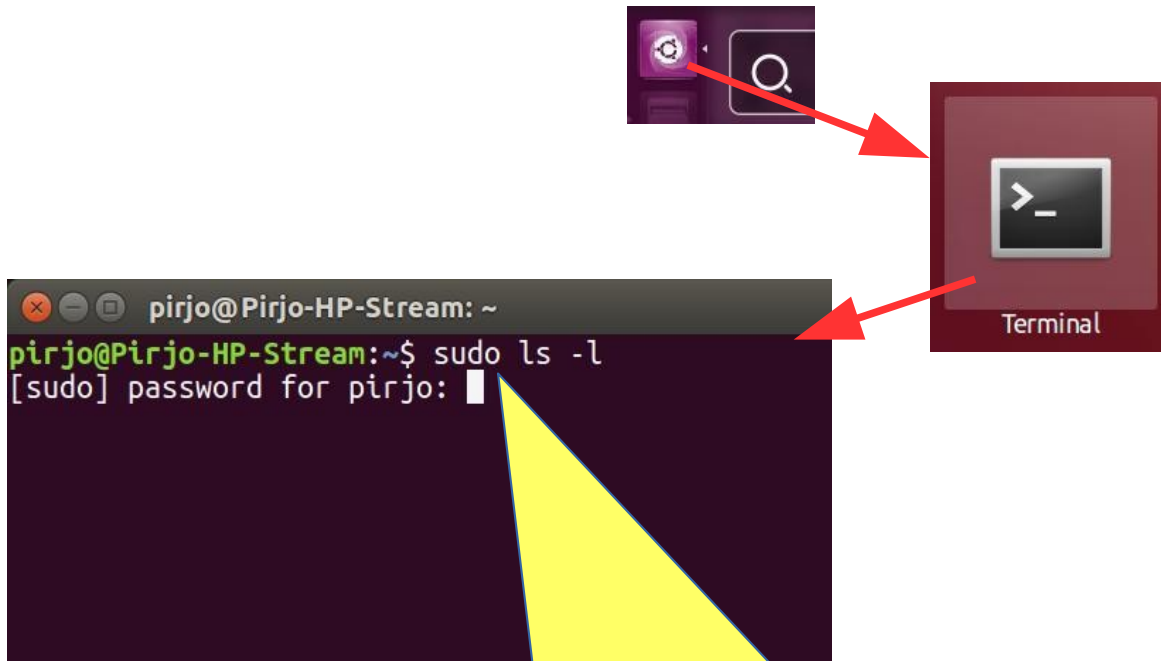 >_
Terminal
pirjo@Pirjo-HP-Stream: ~
pirjo@Pirjo-HP-Stream:~$ sudo ls -l
[sudo] password for pirjo: